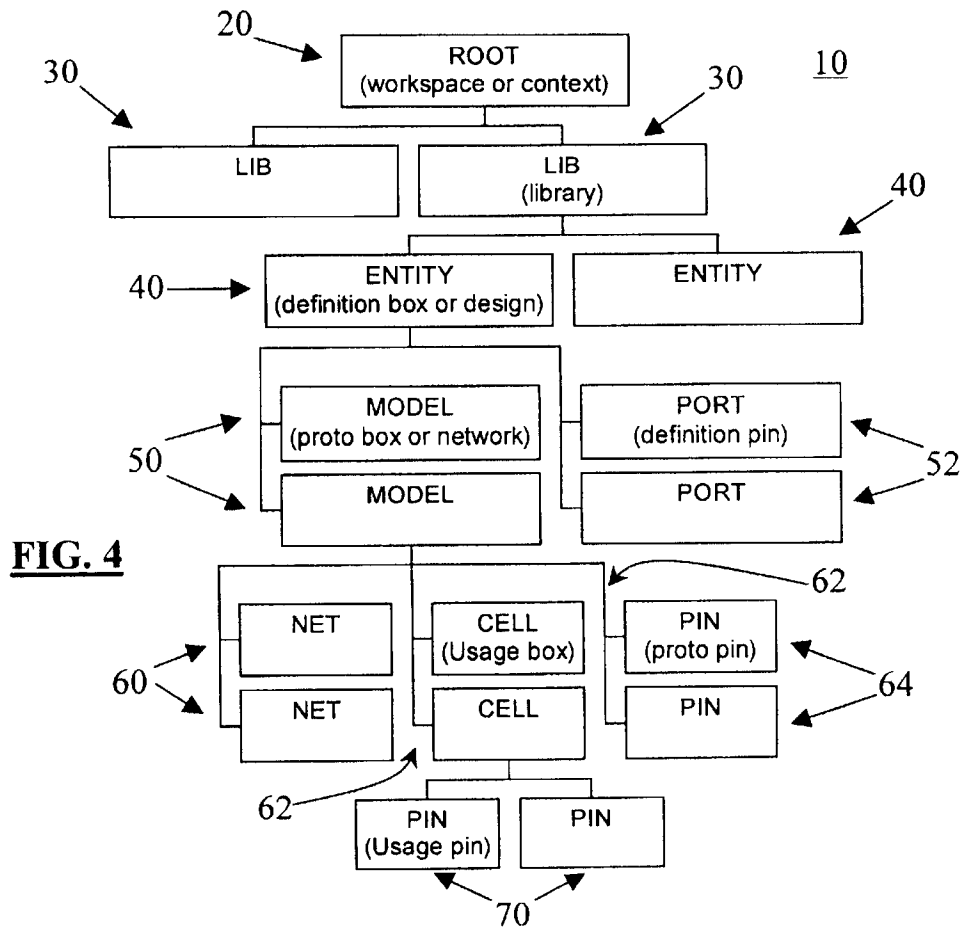 20
ROOT
(workspace or context)
10
30
30
LIB
LIB
(library)
40
40
ENTITY
(definition box or design)
ENTITY
50
MODEL
(proto box or network)
PORT
(definition pin)
52
MODEL
PORT
FIG. 4
62
60
NET
CELL
(Usage box)
PIN
(proto pin)
64
NET
CELL
PIN
62
PIN
(Usage pin)
PIN
70